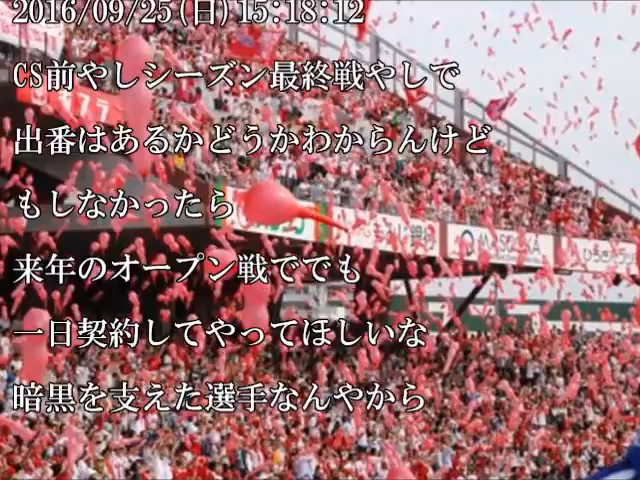 2016/09/25(日)15:18:12
CS前やしシーズン最終戦やしで
出番はあるかどうかわからんけど
もしなかったら
来年のオープン戦ででも
一日契約してやってほしいな
暗黒を支えた選手なんやから